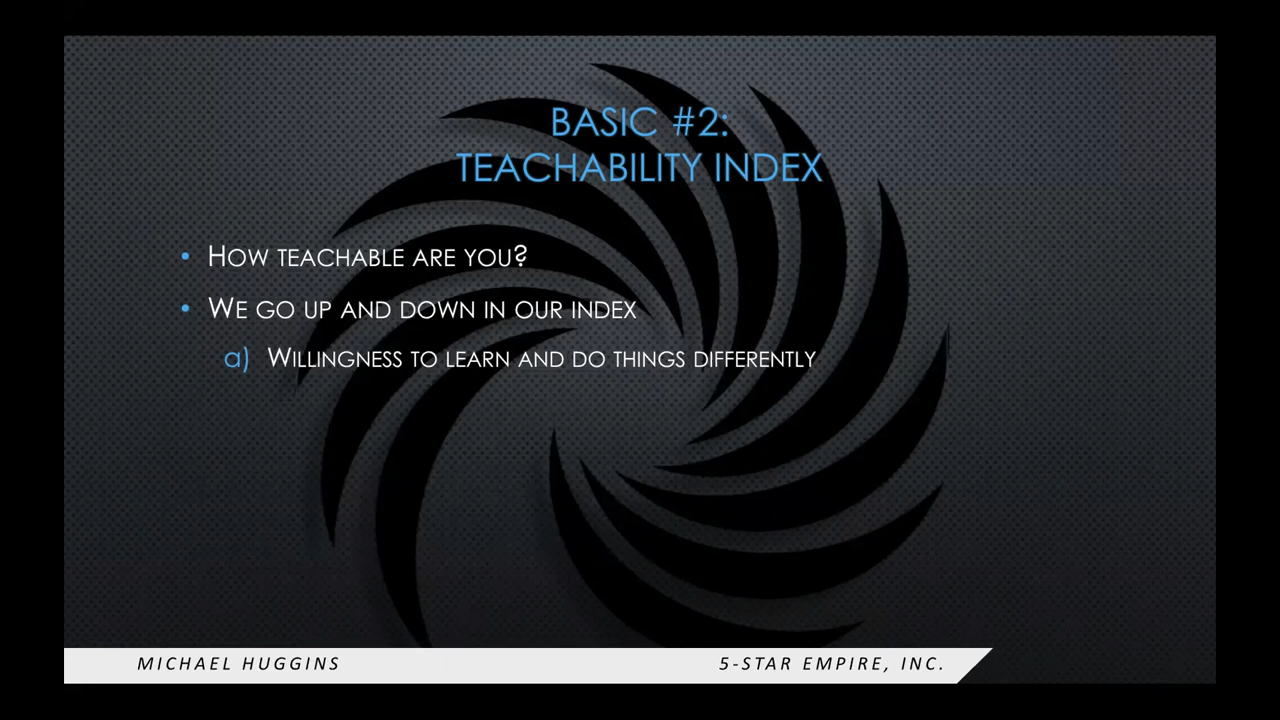 BASIC #2:
TEACHABILITY INDEX
• HOW TEACHABLE ARE YOU?
• WE GO UP AND DOWN IN OUR INDEX
a) WILLINGNESS TO LEARN AND DO THINGS DIFFERENTLY
MICHAEL HUGGINS 5-STAR EMPIRE, INC.